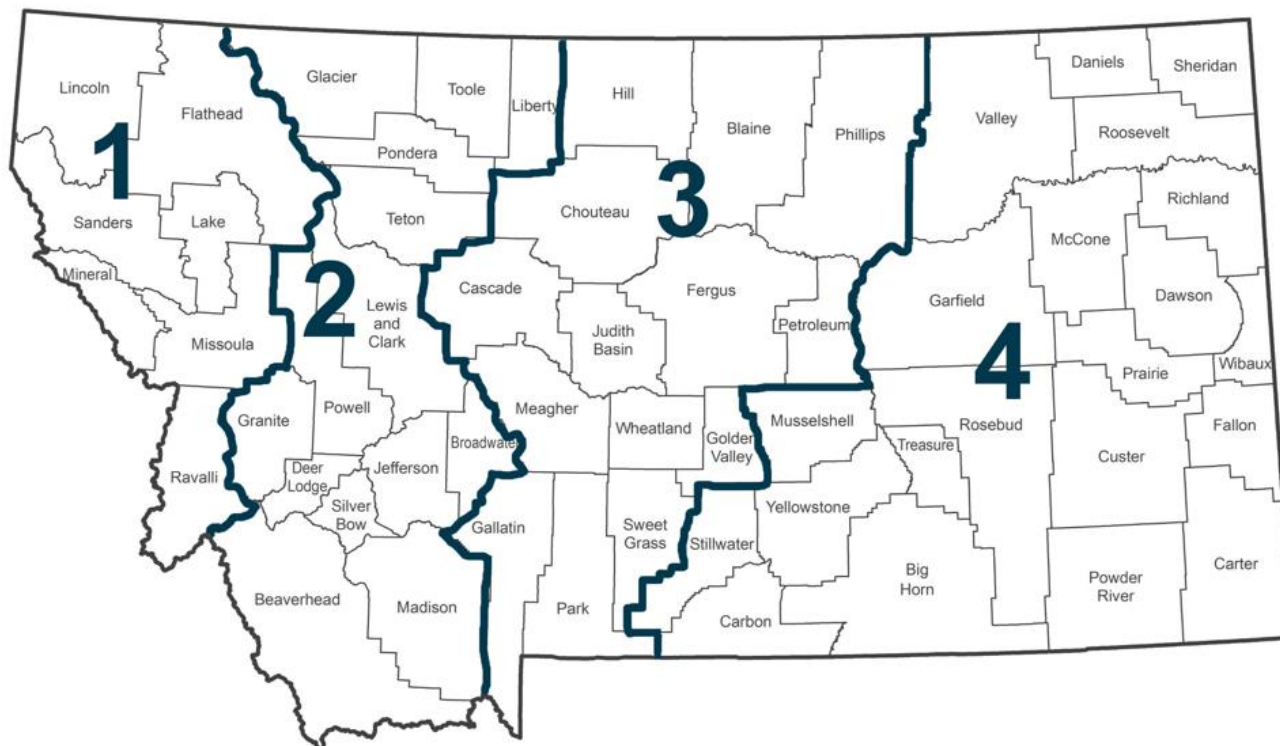 Lincoln
Flathead
1
Sanders
Lake
Mineral
Missoula
Ravalli
Glacier
Toole
Liberty
Pondera
Teton
2
Lewis
and
Clark
Powell
Granite
Deer
Lodge
Silver
Bow
Jefferson
Broadwater
Beaverhead
Madison
Hill
Blaine
Phillips
Chouteau
3
Cascade
Judith
Basin
Fergus
Petroleum
Meagher
Wheatland
Golden
Valley
Gallatin
Park
Sweet
Grass
Valley
Daniels
Sheridan
Roosevelt
Richland
McCone
Garfield
Dawson
4
Prairie
Wibaux
Musselshell
Rosebud
Treasure
Custer
Fallon
Yellowstone
Stillwater
Big
Horn
Carbon
Powder
River
Carter